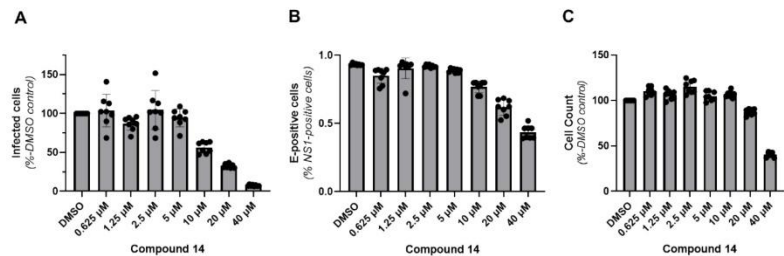 A
Infected cells
(%-DMSO control)
150
100
50
0
DMSO
0.625 µM
1.25 µM
2.5 µM
5 µM
10 µM
20 µM
40 µM
Compound 14
B
E-positive cells
(% NS1-positive cells)
1.0
0.5
0.0
DMSO
0.625 µM
1.25 µM
2.5 µM
5 µM
10 µM
20 µM
40 µM
Compound 14
C
Cell Count
(%-DMSO control)
150
100
50
0
DMSO
0.625 µM
1.25 µM
2.5 µM
5 µM
10 µM
20 µM
40 µM
Compound 14